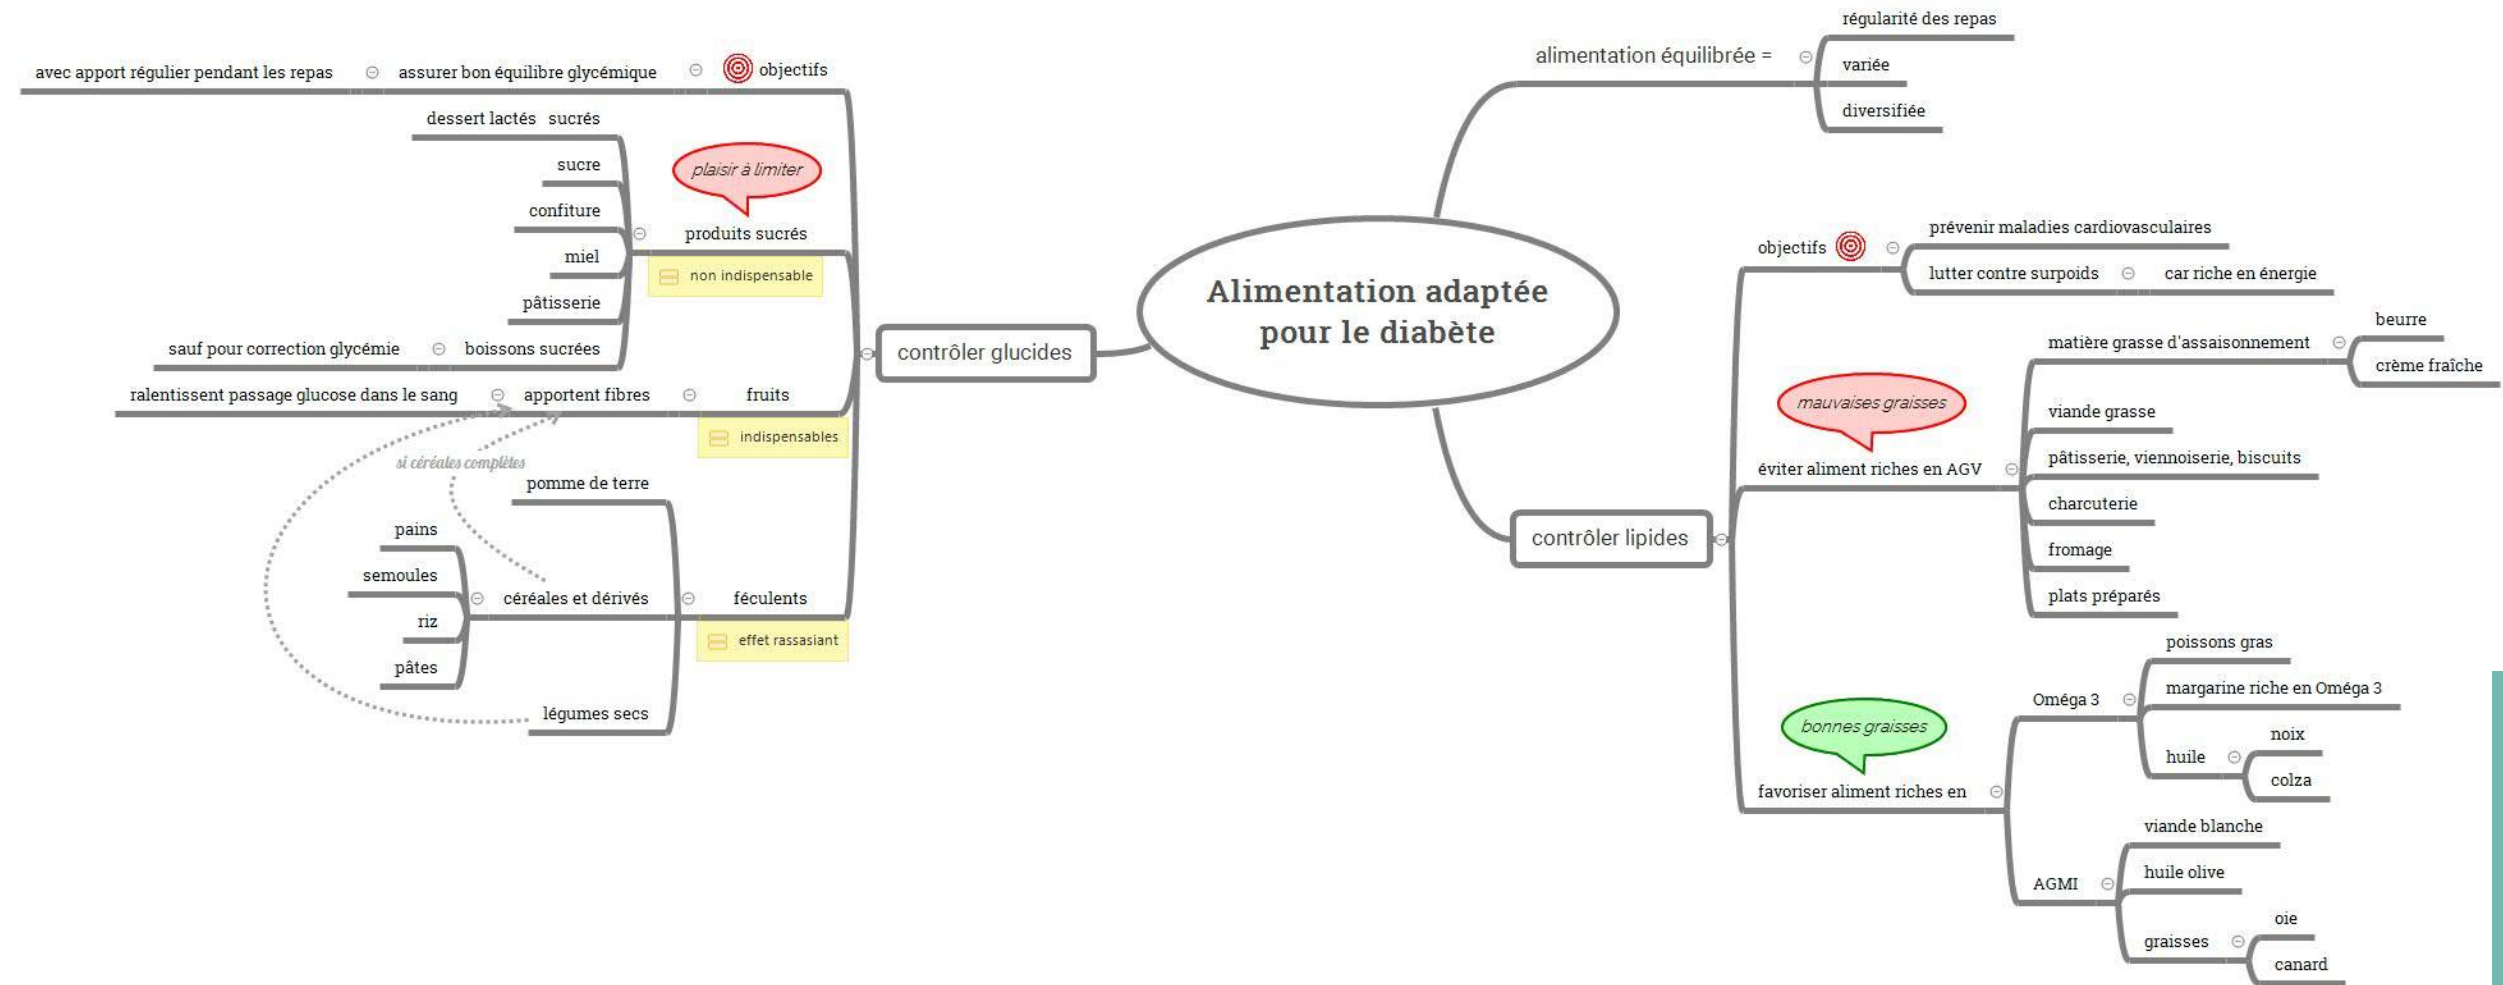 Alimentation adaptée
pour le diabète
alimentation équilibrée =
régularité des repas
variée
diversifiée
contrôler lipides
objectifs
prévenir maladies cardiovasculaires
lutter contre surpoids
car riche en énergie
mauvaises graisses
éviter aliment riches en AGV
matière grasse d'assaisonnement
beurre
crème fraîche
viande grasse
pâtisserie, viennoiserie, biscuits
charcuterie
fromage
plats préparés
bonnes graisses
favoriser aliment riches en
Oméga 3
poissons gras
margarine riche en Oméga 3
huile
noix
colza
AGMI
viande blanche
huile olive
graisses
oie
canard
contrôler glucides
objectifs
assurer bon équilibre glycémique
avec apport régulier pendant les repas
plaisir à limiter
produits sucrés
non indispensable
dessert lactés sucrés
sucre
confiture
miel
pâtisserie
boissons sucrées
sauf pour correction glycémie
fruits
indispensables
apportent fibres
ralentissent passage glucose dans le sang
si céréales complètes
féculents
effet rassasiant
pomme de terre
céréales et dérivés
pains
semoules
riz
pâtes
légumes secs